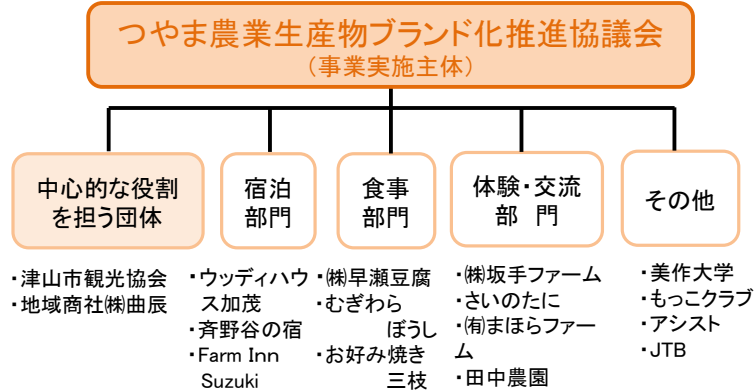 つやま農業生産物ブランド化推進協議会
（事業実施主体）
中心的な役割
を担う団体
・津山市観光協会
・地域商社㈱曲辰
宿泊
部門
・ウッディハウ
ス加茂
・斉野谷の宿
・Farm Inn
Suzuki
食事
部門
・㈱早瀬豆腐
・むぎわら
ぼうし
・お好み焼き
三枝
体験・交流
部　門
・㈱坂手ファーム
・さいのたに
・㈲まほらファー
ム
・田中農園
その他
・美作大学
・もっこクラブ
・アシスト
・JTB